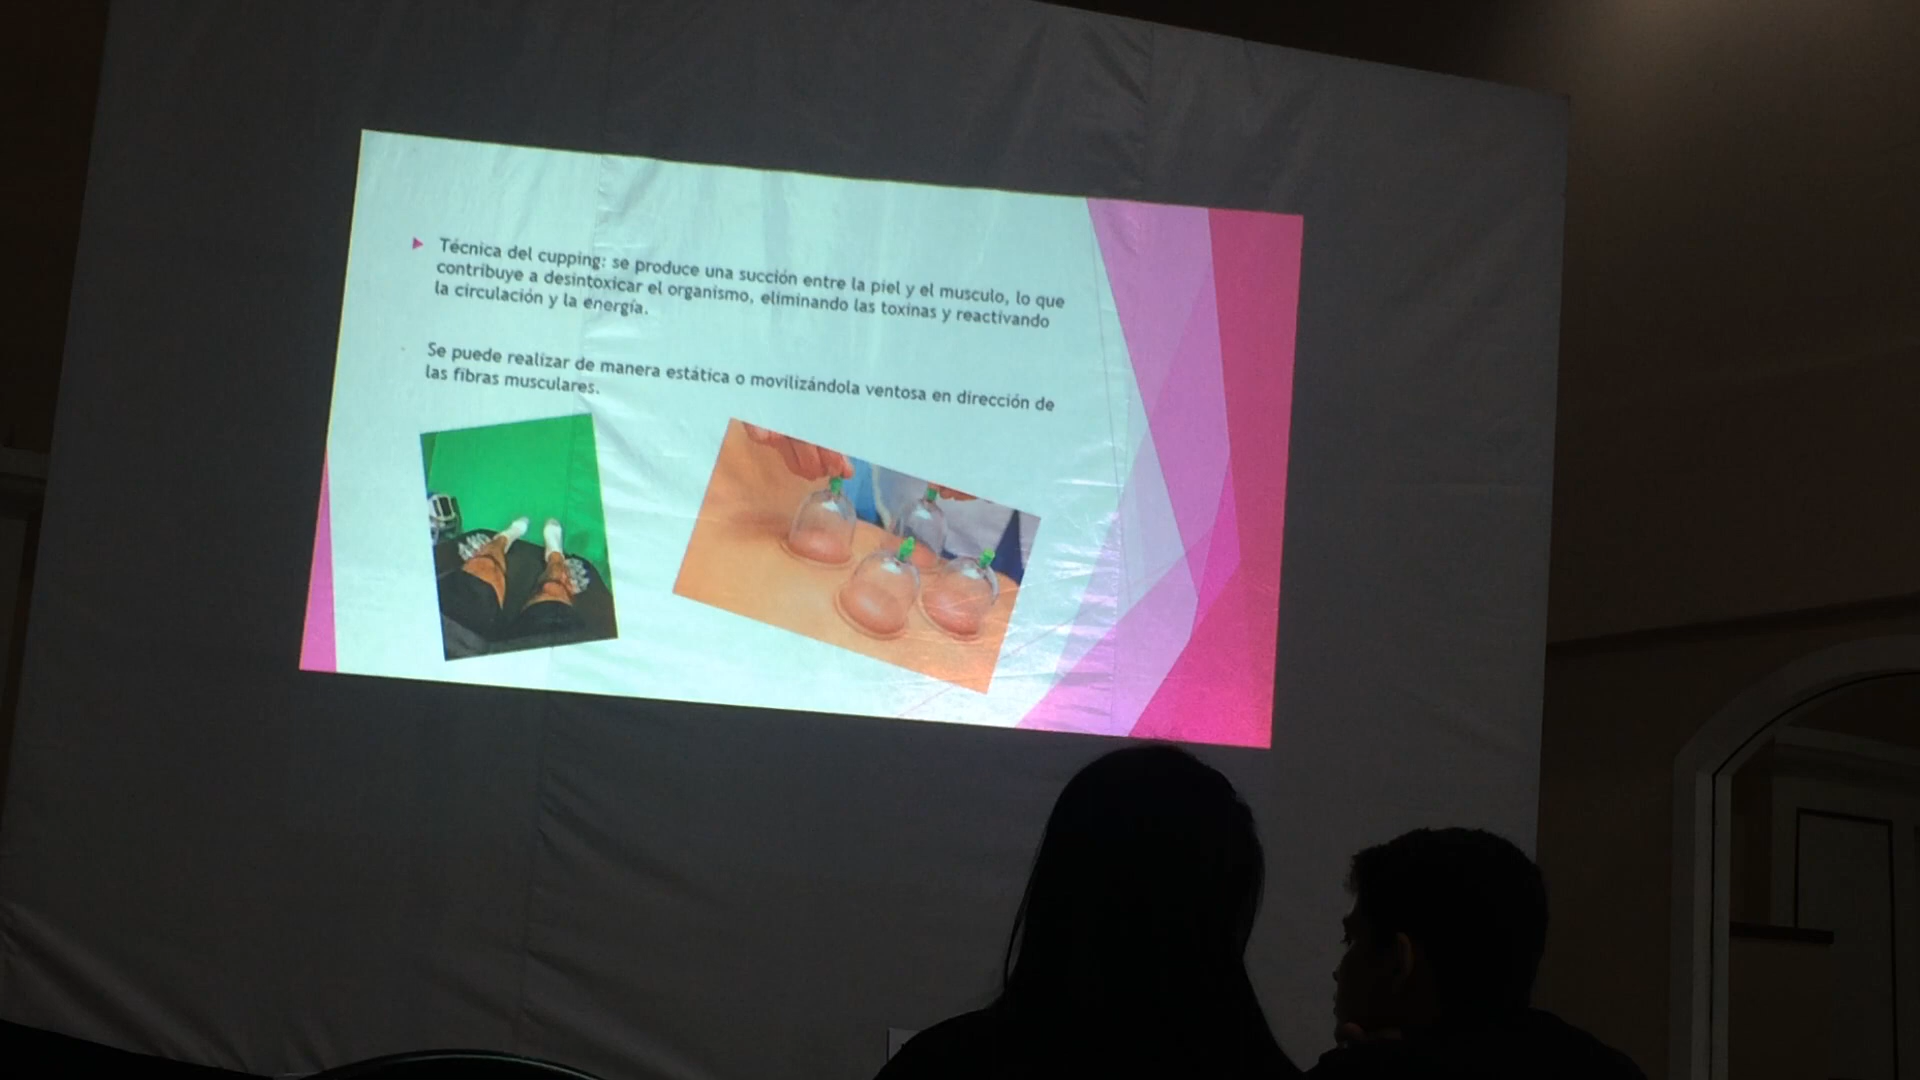 Técnica del cupping: se produce una succión entre la piel y el musculo, lo que
contribuye a desintoxicar el organismo, eliminando las toxinas y reactivando
la circulación y la energía.
Se puede realizar de manera estática o movilizándola ventosa en dirección de
las fibras musculares.